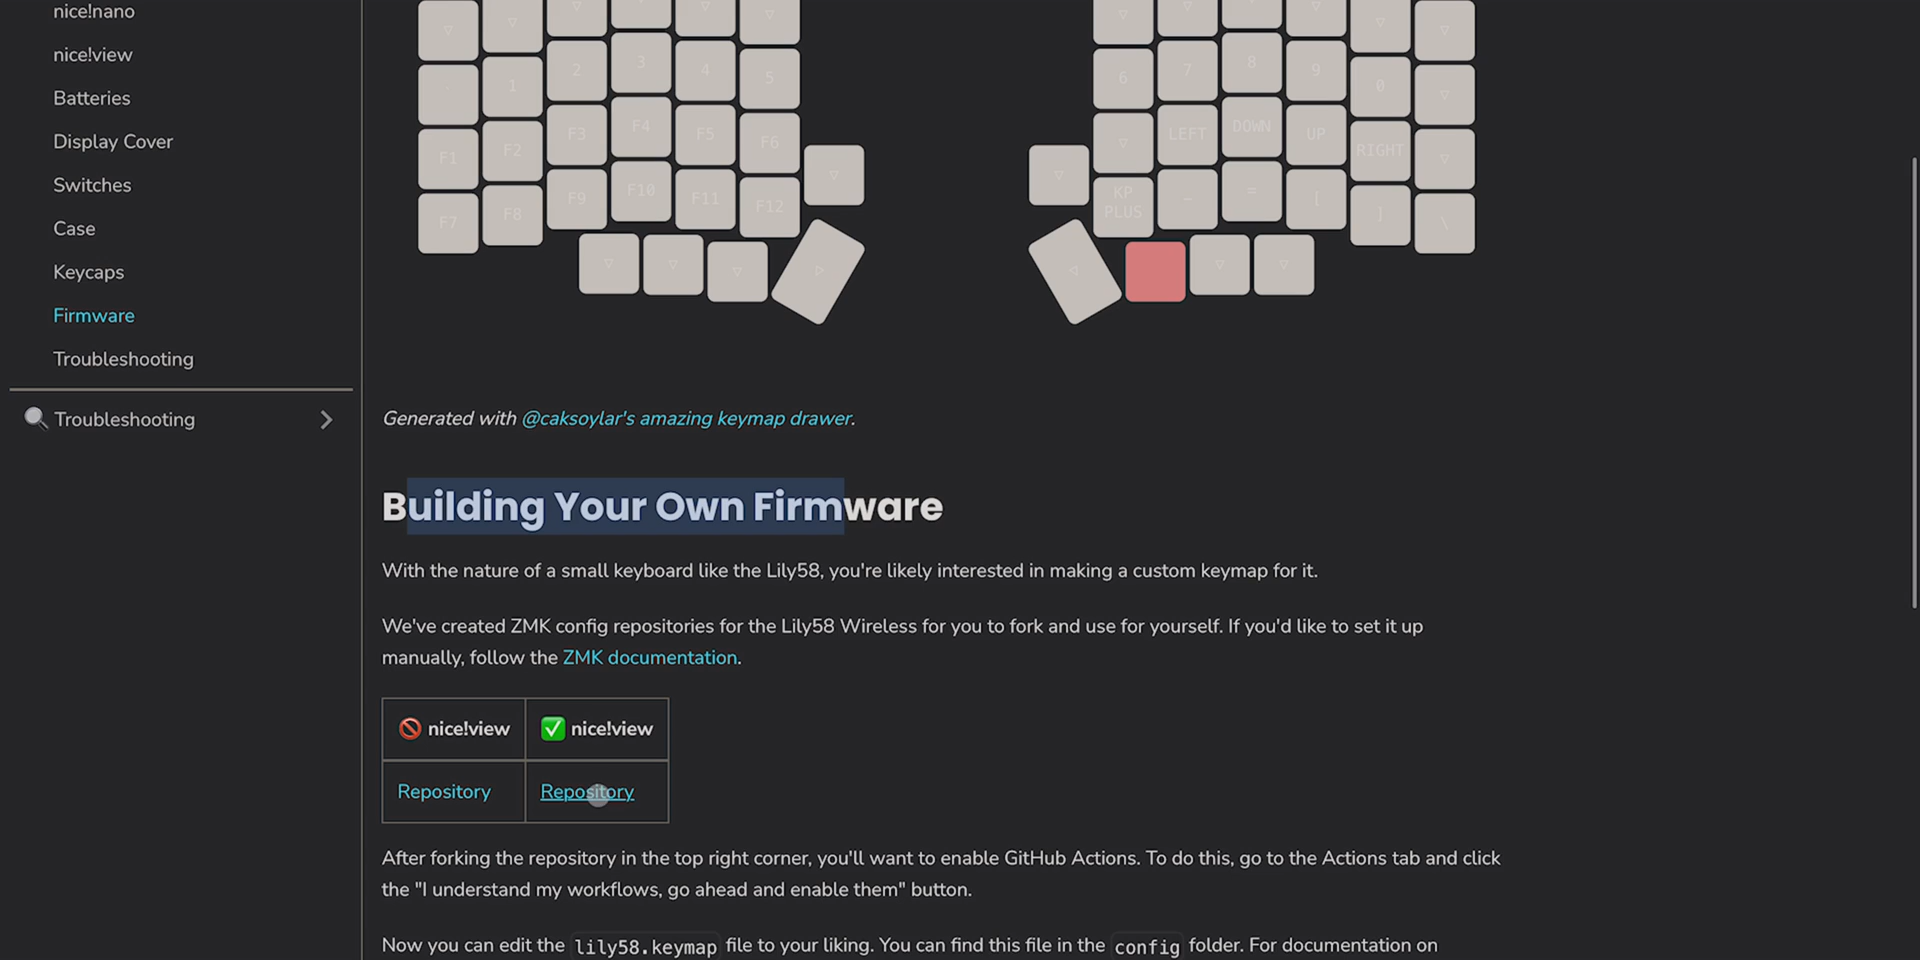 nice!nano
nice!view
Batteries
Display Cover
Switches
Case
Keycaps
Firmware
Troubleshooting
Troubleshooting
1 2 3 4 5
6 7 8 9 0
F1 F2 F3 F4 F5 F6
LEFT DOWN UP RIGHT
F7 F8 F9 F10 F11 F12
KP PLUS - = [ ] \
Generated with @caksoylar's amazing keymap drawer.
Building Your Own Firmware
With the nature of a small keyboard like the Lily58, you're likely interested in making a custom keymap for it.
We've created ZMK config repositories for the Lily58 Wireless for you to fork and use for yourself. If you'd like to set it up
manually, follow the ZMK documentation.
🚫 nice!view ✅ nice!view
Repository Repository
After forking the repository in the top right corner, you'll want to enable GitHub Actions. To do this, go to the Actions tab and click
the "I understand my workflows, go ahead and enable them" button.
Now you can edit the lily58.keymap file to your liking. You can find this file in the config folder. For documentation on